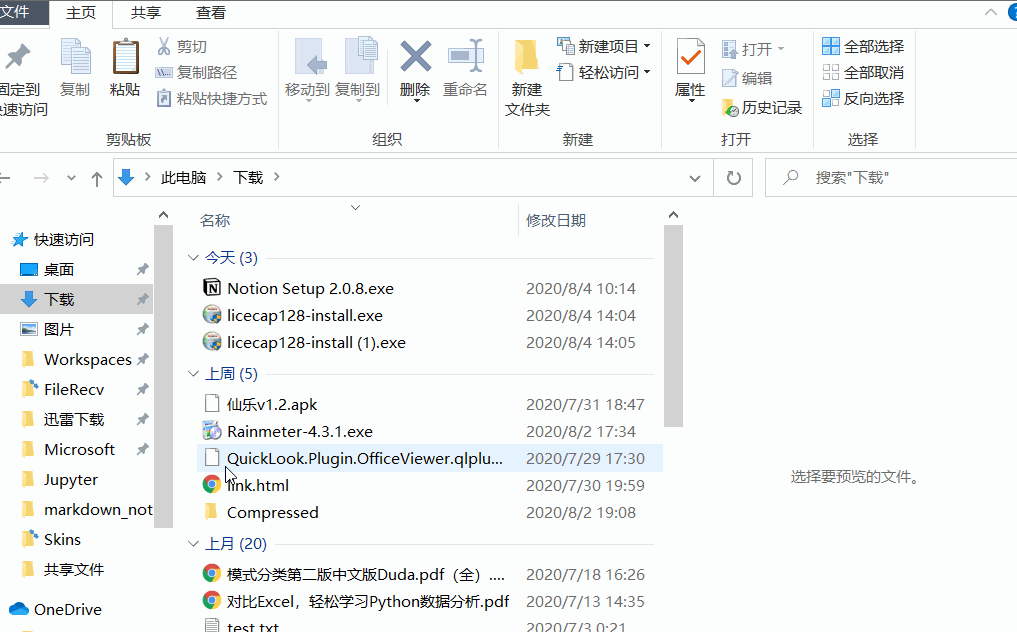 文件 主页 共享 查看
固定到快速访问
复制
粘贴
剪切
复制路径
粘贴快捷方式
剪贴板
移动到
复制到
删除
重命名
组织
新建文件夹
新建项目
轻松访问
新建
属性
打开
编辑
历史记录
打开
全部选择
全部取消
反向选择
选择
此电脑 下载
搜索"下载"
快速访问
桌面
下载
图片
Workspaces
FileRecv
迅雷下载
Microsoft
Jupyter
markdown_not
Skins
共享文件
OneDrive
名称 修改日期
今天 (3)
Notion Setup 2.0.8.exe 2020/8/4 10:14
licecap128-install.exe 2020/8/4 14:04
licecap128-install (1).exe 2020/8/4 14:05
上周 (5)
仙乐v1.2.apk 2020/7/31 18:47
Rainmeter-4.3.1.exe 2020/8/2 17:34
QuickLook.Plugin.OfficeViewer.qlplu... 2020/7/29 17:30
link.html 2020/7/30 19:59
Compressed 2020/8/2 19:08
上月 (20)
模式分类第二版中文版Duda.pdf（全）.... 2020/7/18 16:26
对比Excel，轻松学习Python数据分析.pdf 2020/7/13 14:35
test.txt 2020/7/3 0:21
选择要预览的文件。